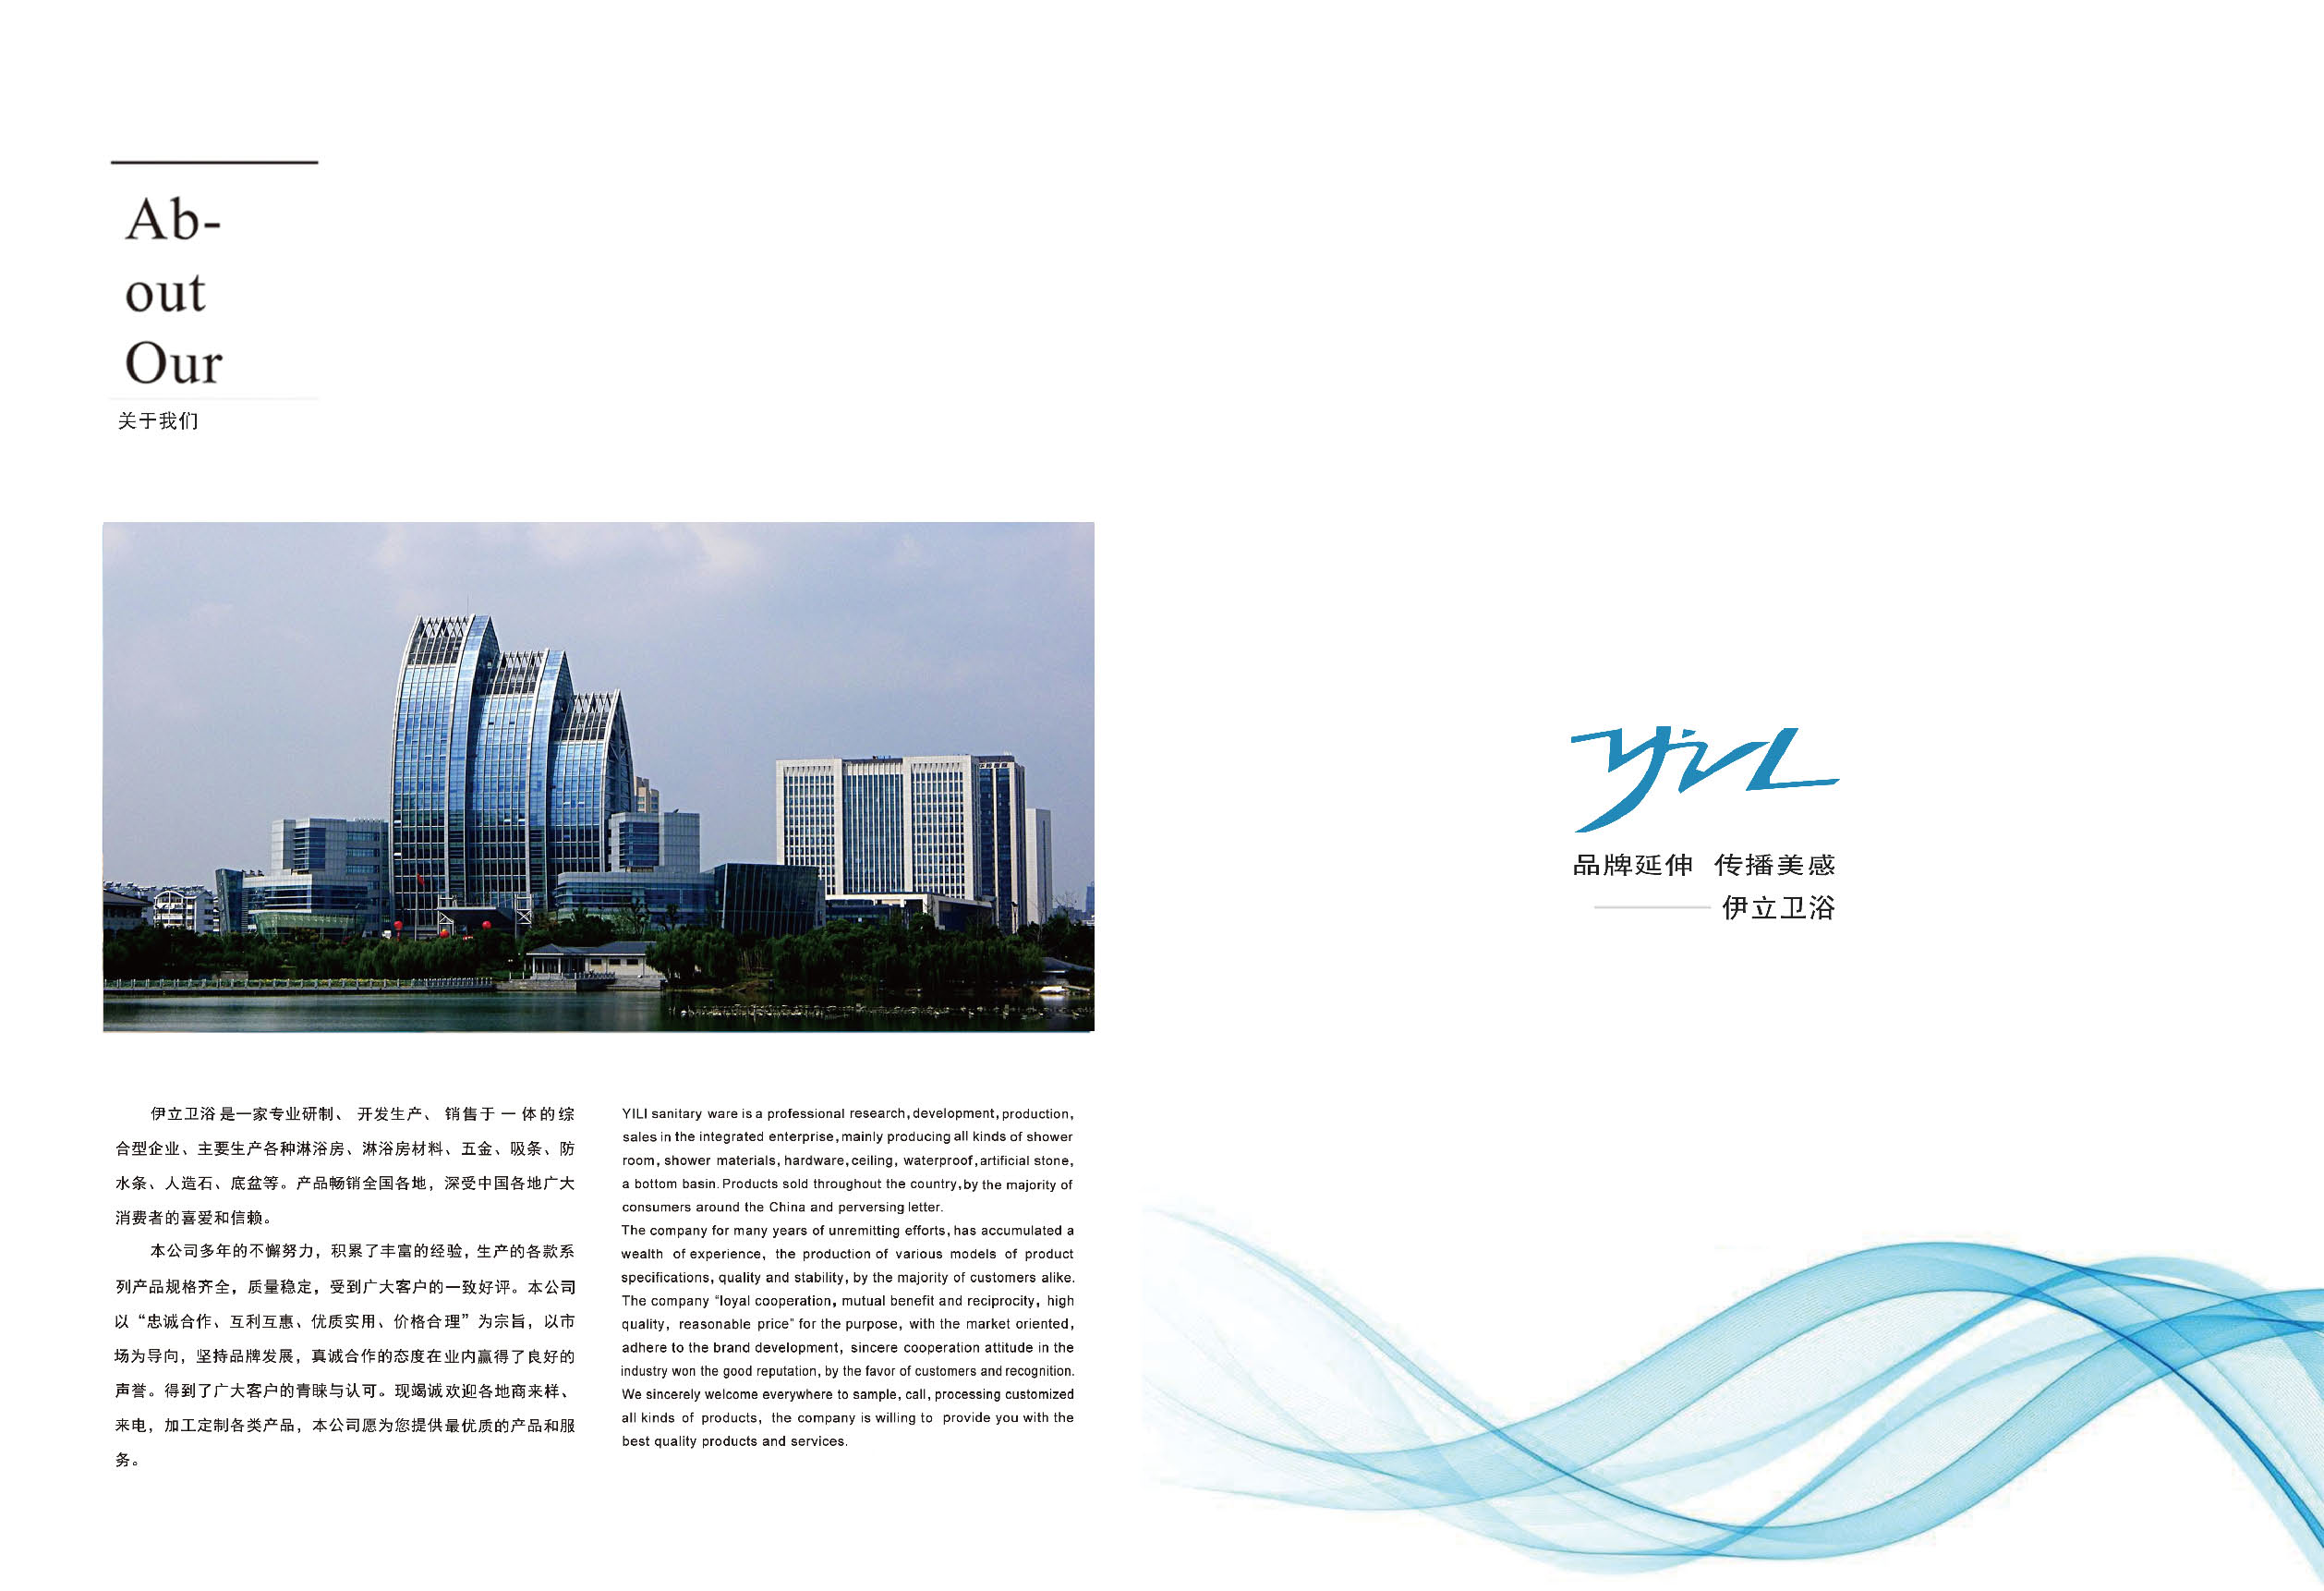 Ab-
out
Our
关于我们
伊立卫浴是一家专业研制、 开发生产、 销售于一体的综
合型企业、主要生产各种淋浴房、淋浴房材料、五金、吸条、防
水条、人造石、底盆等。产品畅销全国各地，深受中国各地广大
消费者的喜爱和信赖。
本公司多年的不懈努力，积累了丰富的经验，生产的各款系
列产品规格齐全，质量稳定，受到广大客户的一致好评。本公司
以“忠诚合作、互利互惠、优质实用、价格合理”为宗旨，以市
场为导向，坚持品牌发展，真诚合作的态度在业内赢得了良好的
声誉。得到了广大客户的青睐与认可。现竭诚欢迎各地商来样、
来电，加工定制各类产品，本公司愿为您提供最优质的产品和服
务。
YILI sanitary ware is a professional research, development, production,
sales in the integrated enterprise, mainly producing all kinds of shower
room, shower materials, hardware, ceiling, waterproof, artificial stone,
a bottom basin. Products sold throughout the country, by the majority of
consumers around the China and perversing letter.
The company for many years of unremitting efforts, has accumulated a
wealth of experience, the production of various models of product
specifications, quality and stability, by the majority of customers alike.
The company “loyal cooperation, mutual benefit and reciprocity, high
quality, reasonable price” for the purpose, with the market oriented,
adhere to the brand development, sincere cooperation attitude in the
industry won the good reputation, by the favor of customers and recognition.
We sincerely welcome everywhere to sample, call, processing customized
all kinds of products, the company is willing to provide you with the
best quality products and services.
品牌延伸 传播美感
伊立卫浴